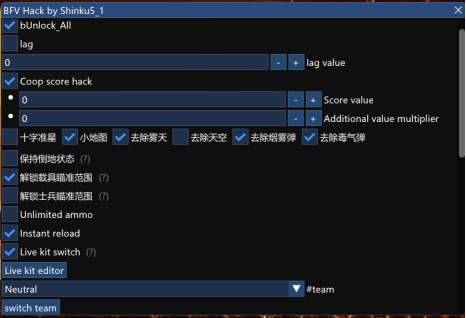 BFV Hack by Shinku5_1
bUnlock_All
lag
0 - + lag value
Coop score hack
0 - + Score value
0 - + Additional value multiplier
十字准星 小地图 去除雾天 去除天空 去除烟雾弹 去除毒气弹
保持倒地状态 (?)
解锁载具瞄准范围 (?)
解锁士兵瞄准范围 (?)
Unlimited ammo
Instant reload
Live kit switch (?)
Live kit editor
Neutral #team
switch team